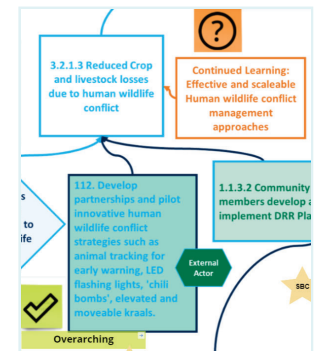 ?
3.2.1.3 Reduced Crop
and livestock losses
due to human wildlife
conflict
Continued Learning:
Effective and scaleable
Human wildlife conflict
management
approaches
112. Develop
partnerships and pilot
innovative human
wildlife conflict
strategies such as
animal tracking for
early warning, LED
flashing lights, 'chili
bombs', elevated and
moveable kraals.
1.1.3.2 Community
members develop
implement DRR
to
External
Actor
SBC
Overarching